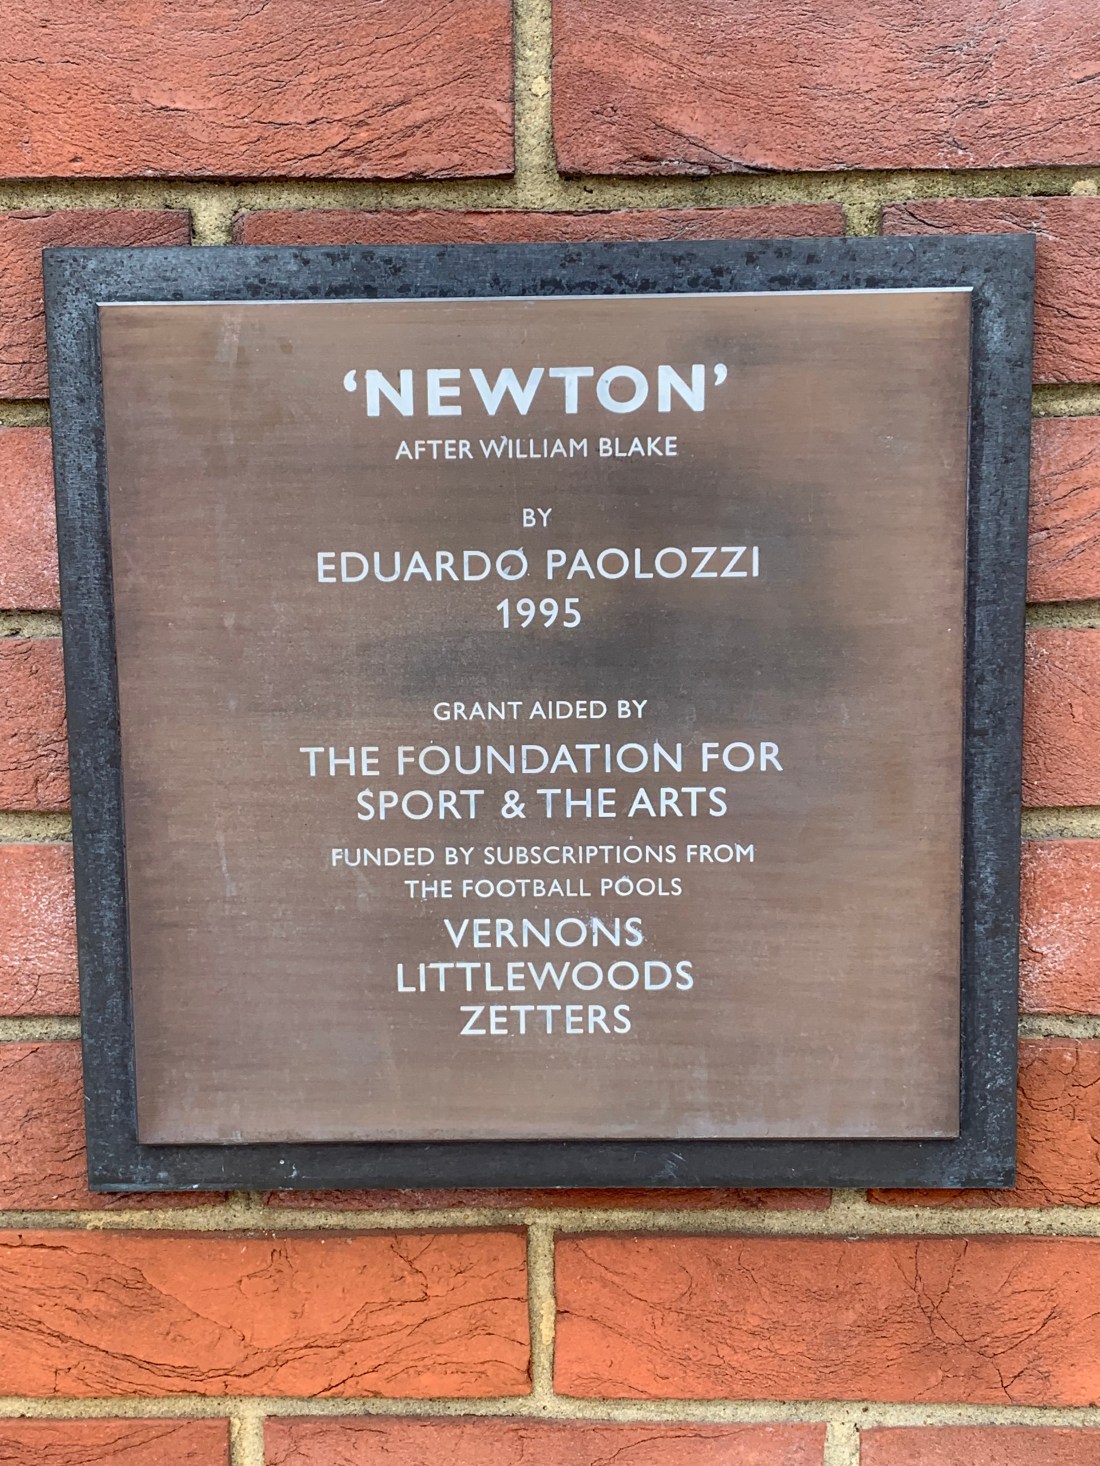 ‘NEWTON’
AFTER WILLIAM BLAKE
BY
EDUARDO PAOLOZZI
1995
GRANT AIDED BY
THE FOUNDATION FOR
SPORT & THE ARTS
FUNDED BY SUBSCRIPTIONS FROM
THE FOOTBALL POOLS
VERNONS
LITTLEWOODS
ZETTERS